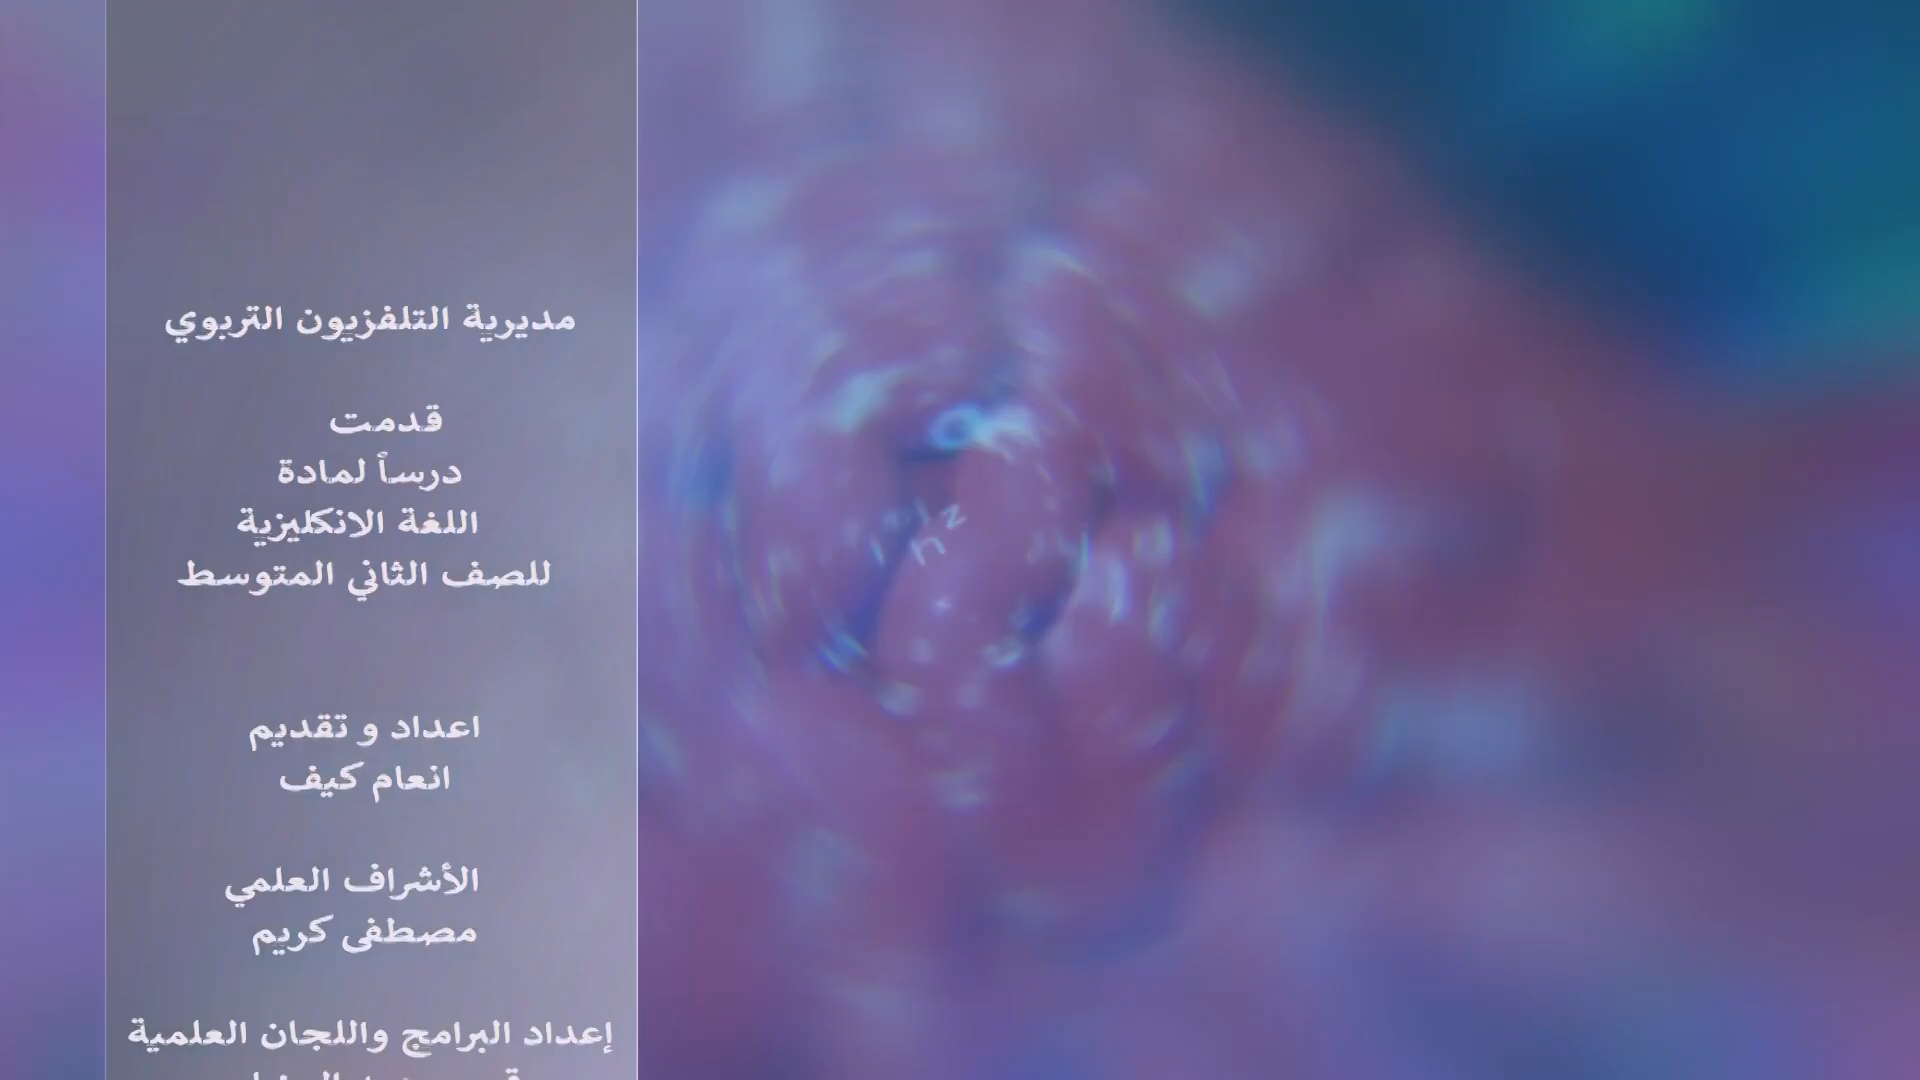 مديرية التلفزيون التربوي
قدمت
درساً لمادة
اللغة الانكليزية
للصف الثاني المتوسط
اعداد و تقديم
انعام كيف
الأشراف العلمي
مصطفى كريم
إعداد البرامج واللجان العلمية